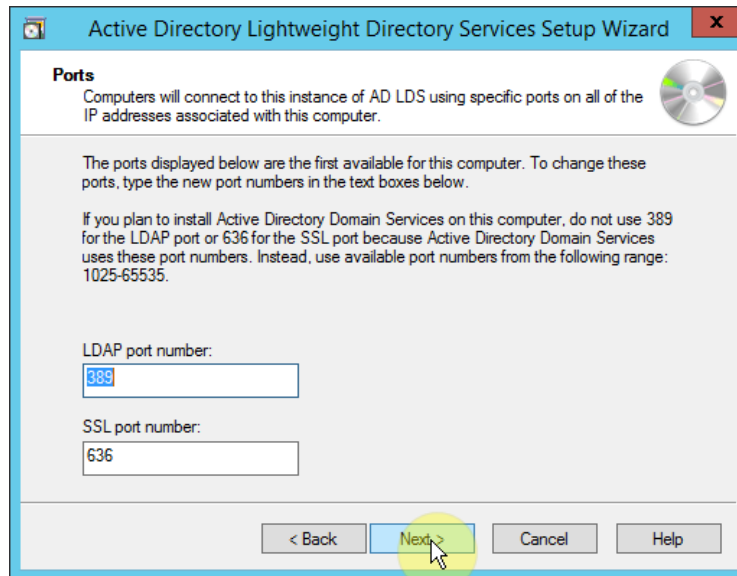 Active Directory Lightweight Directory Services Setup Wizard
x
Ports
Computers will connect to this instance of AD LDS using specific ports on all of the
IP addresses associated with this computer.
The ports displayed below are the first available for this computer. To change these
ports, type the new port numbers in the text boxes below.
If you plan to install Active Directory Domain Services on this computer, do not use 389
for the LDAP port or 636 for the SSL port because Active Directory Domain Services
uses these port numbers. Instead, use available port numbers from the following range:
1025-65535.
LDAP port number:
389
SSL port number:
636
< Back Next > Cancel Help